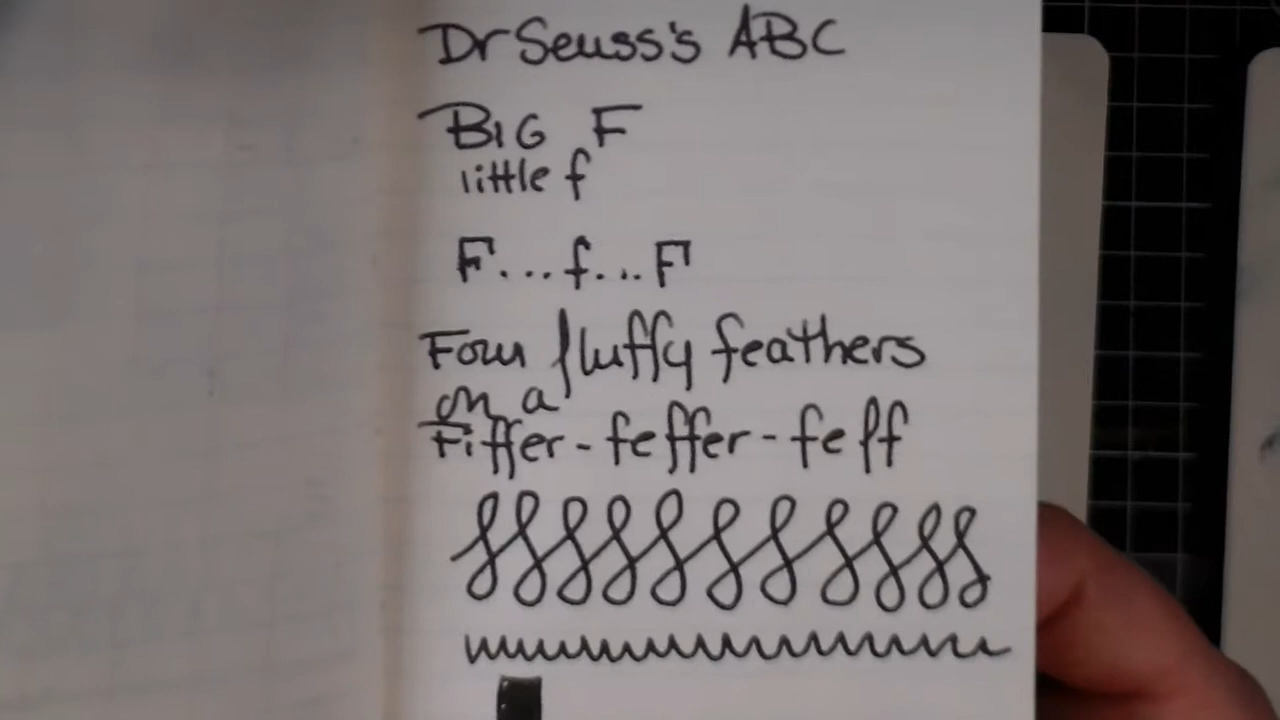 Dr Seuss's ABC
BIG F
little f
F...f...F
Four fluffy feathers
on a
Fiffer-feffer-feff